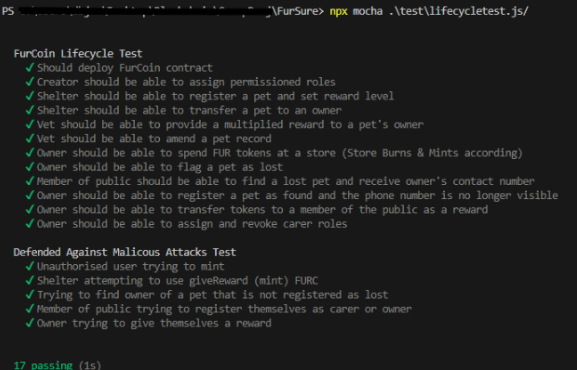 PS \FurSure> npx mocha .\test\lifecycletest.js/
FurCoin Lifecycle Test
✓ Should deploy FurCoin contract
✓ Creator should be able to assign permissioned roles
✓ Shelter should be able to register a pet and set reward level
✓ Shelter should be able to transfer a pet to an owner
✓ Vet should be able to provide a multiplied reward to a pet's owner
✓ Vet should be able to amend a pet record
✓ Owner should be able to spend FUR tokens at a store (Store Burns & Mints according)
✓ Owner should be able to flag a pet as lost
✓ Member of public should be able to find a lost pet and receive owner's contact number
✓ Owner should be able to register a pet as found and the phone number is no longer visible
✓ Owner should be able to transfer tokens to a member of the public as a reward
✓ Owner should be able to assign and revoke carer roles
Defended Against Malicous Attacks Test
✓ Unauthorised user trying to mint
✓ Shelter attempting to use giveReward (mint) FURC
✓ Trying to find owner of a pet that is not registered as lost
✓ Member of public trying to register themselves as carer or owner
✓ Owner trying to give themselves a reward
17 passing (1s)